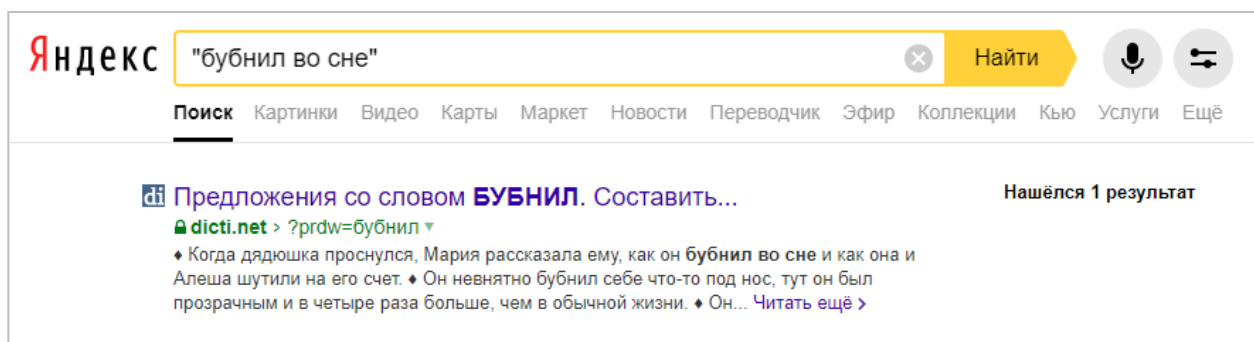 Яндекс "бубнил во сне" Найти
Поиск Картинки Видео Карты Маркет Новости Переводчик Эфир Коллекции Кью Услуги Ещё
di Предложения со словом БУБНИЛ. Составить...
Нашёлся 1 результат
dicti.net > ?prdw=бубнил
♦ Когда дядюшка проснулся, Мария рассказала ему, как он бубнил во сне и как она и
Алеша шутили на его счет. ♦ Он невнятно бубнил себе что-то под нос, тут он был
прозрачным и в четыре раза больше, чем в обычной жизни. ♦ Он... Читать ещё >